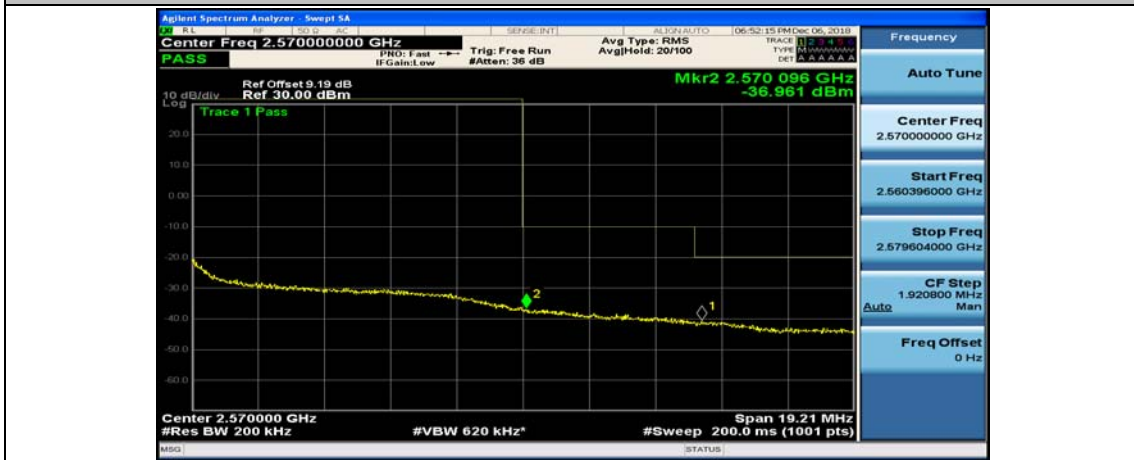 Agilent Spectrum Analyzer - Swept SA
RL RF 50 Ω AC SENSE:INT ALIGN AUTO 06:52:15 PM Dec 06, 2018
Center Freq 2.570000000 GHz
PASS
PNO: Fast
IFGain:Low
Trig: Free Run
#Atten: 36 dB
Avg Type: RMS
Avg|Hold: 20/100
TRACE 1 2 3 4 5 6
TYPE
DET A A A A A A
Ref Offset 9.19 dB
10 dB/div Ref 30.00 dBm
Log
Mkr2 2.570 096 GHz
-36.961 dBm
Trace 1 Pass
20.0
10.0
0.00
-10.0
-20.0
-30.0
-40.0
-50.0
-60.0
2
1
Center 2.570000 GHz
Span 19.21 MHz
#Res BW 200 kHz
#VBW 620 kHz*
#Sweep 200.0 ms (1001 pts)
MSG
STATUS
Frequency
Auto Tune
Center Freq
2.570000000 GHz
Start Freq
2.560396000 GHz
Stop Freq
2.579604000 GHz
CF Step
1.920800 MHz
Auto Man
Freq Offset
0 Hz